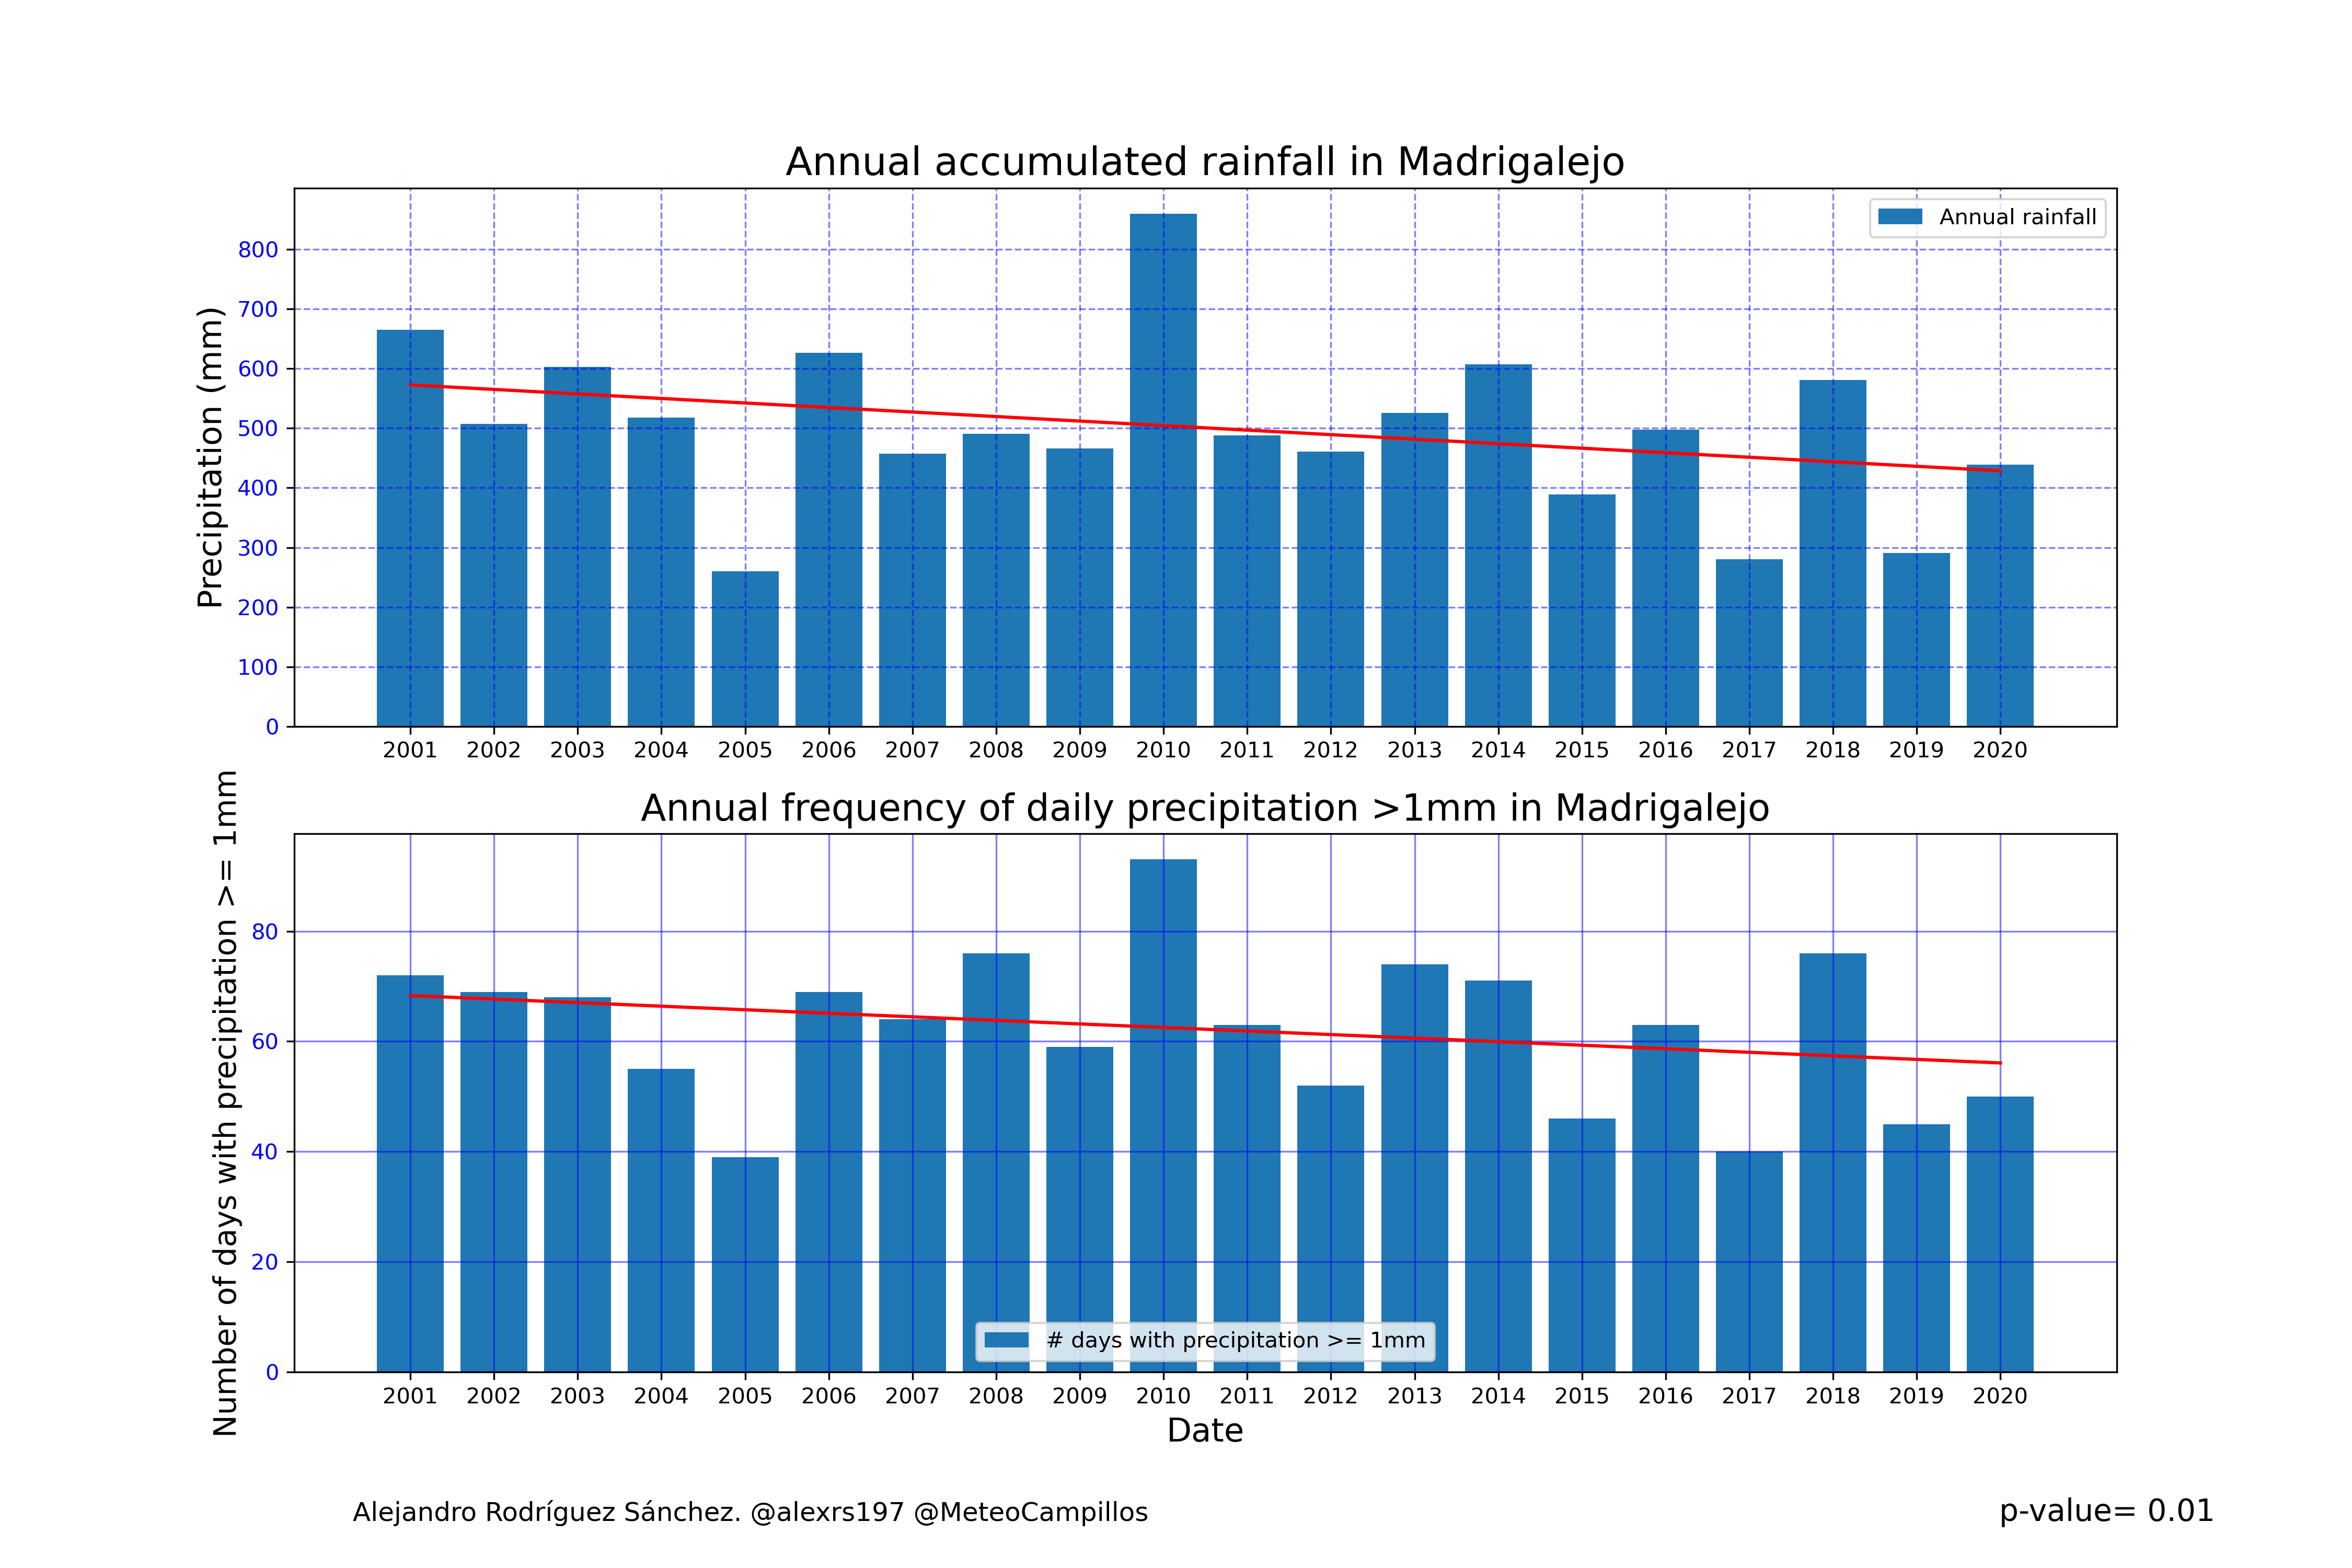 Annual accumulated rainfall in Madrigalejo
Annual rainfall
Precipitation (mm)
800
700
600
500
400
300
200
100
0
2001 2002 2003 2004 2005 2006 2007 2008 2009 2010 2011 2012 2013 2014 2015 2016 2017 2018 2019 2020
Annual frequency of daily precipitation >1mm in Madrigalejo
Number of days with precipitation >= 1mm
80
60
40
20
0
# days with precipitation >= 1mm
2001 2002 2003 2004 2005 2006 2007 2008 2009 2010 2011 2012 2013 2014 2015 2016 2017 2018 2019 2020
Date
Alejandro Rodríguez Sánchez. @alexrs197 @MeteoCampillos
p-value= 0.01